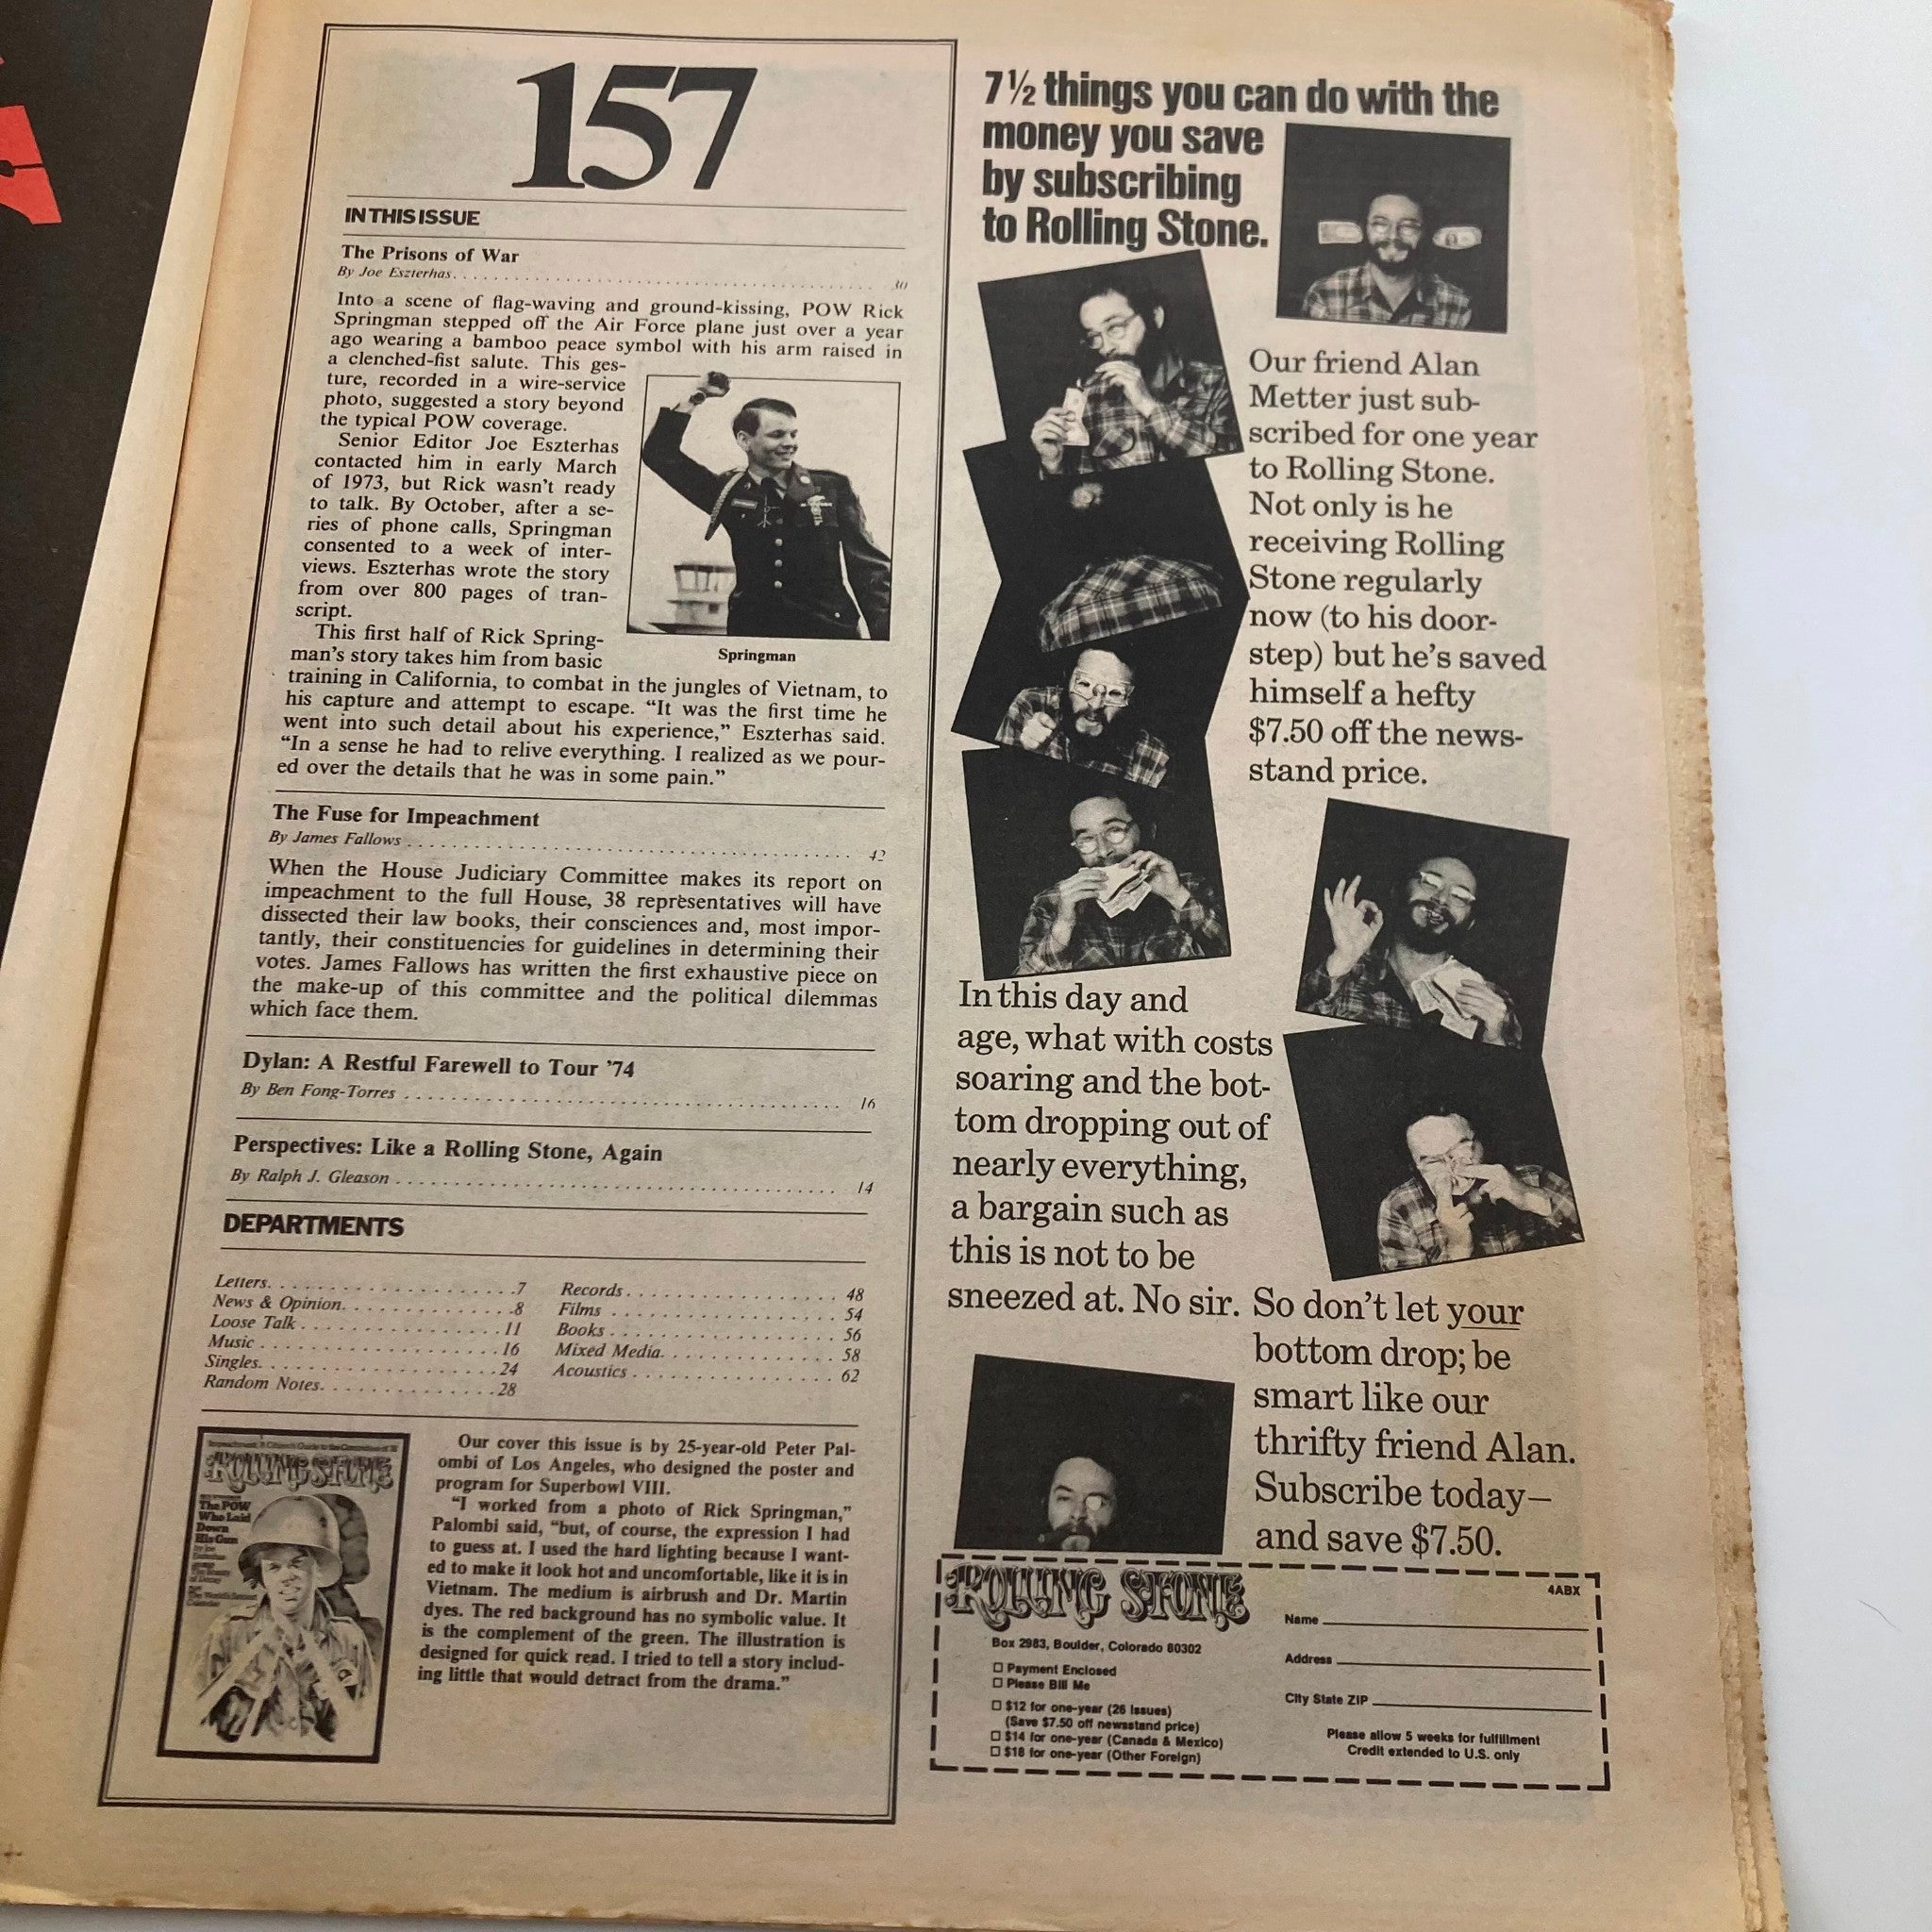 157
IN THIS ISSUE
The Prisons of War
By Joe Eszterhas. . . . . . . . . . . . . . . . . . . . 30
Into a scene of flag-waving and ground-kissing, POW Rick
Springman stepped off the Air Force plane just over a year
ago wearing a bamboo peace symbol with his arm raised in
a clenched-fist salute. This ges-
ture, recorded in a wire-service
photo, suggested a story beyond
the typical POW coverage.
Senior Editor Joe Eszterhas
contacted him in early March
of 1973, but Rick wasn't ready
to talk. By October, after a se-
ries of phone calls, Springman
consented to a week of inter-
views. Eszterhas wrote the story
from over 800 pages of tran-
script.
This first half of Rick Spring-
man's story takes him from basic
training in California, to combat in the jungles of Vietnam, to
his capture and attempt to escape. “It was the first time he
went into such detail about his experience,” Eszterhas said.
“In a sense he had to relive everything. I realized as we pour-
ed over the details that he was in some pain.”
Springman
The Fuse for Impeachment
By James Fallows . . . . . . . . . . . . . . . . . . . . 42
When the House Judiciary Committee makes its report on
impeachment to the full House, 38 representatives will have
dissected their law books, their consciences and, most impor-
tantly, their constituencies for guidelines in determining their
votes. James Fallows has written the first exhaustive piece on
the make-up of this committee and the political dilemmas
which face them.
Dylan: A Restful Farewell to Tour '74
By Ben Fong-Torres . . . . . . . . . . . . . . . . . . . . 16
Perspectives: Like a Rolling Stone, Again
By Ralph J. Gleason . . . . . . . . . . . . . . . . . . . . 14
DEPARTMENTS
Letters. . . . . . . . . . . . . . . . 7
News & Opinion. . . . . . . . . . . 8
Loose Talk . . . . . . . . . . . . . . 11
Music . . . . . . . . . . . . . . . . 16
Singles. . . . . . . . . . . . . . . . 24
Random Notes. . . . . . . . . . . . 28
Records . . . . . . . . . . . . . . . 48
Films . . . . . . . . . . . . . . . . 54
Books . . . . . . . . . . . . . . . . 56
Mixed Media. . . . . . . . . . . . . 58
Acoustics . . . . . . . . . . . . . . 62
ROLLING STONE
The POW
Who Laid
Down
His Gun
Our cover this issue is by 25-year-old Peter Pal-
ombi of Los Angeles, who designed the poster and
program for Superbowl VIII.
“I worked from a photo of Rick Springman,”
Palombi said, “but, of course, the expression I had
to guess at. I used the hard lighting because I want-
ed to make it look hot and uncomfortable, like it is in
Vietnam. The medium is airbrush and Dr. Martin
dyes. The red background has no symbolic value. It
is the complement of the green. The illustration is
designed for quick read. I tried to tell a story includ-
ing little that would detract from the drama.”
7½ things you can do with the
money you save
by subscribing
to Rolling Stone.
Our friend Alan
Metter just sub-
scribed for one year
to Rolling Stone.
Not only is he
receiving Rolling
Stone regularly
now (to his door-
step) but he's saved
himself a hefty
$7.50 off the news-
stand price.
In this day and
age, what with costs
soaring and the bot-
tom dropping out of
nearly everything,
a bargain such as
this is not to be
sneezed at. No sir. So don't let your
bottom drop; be
smart like our
thrifty friend Alan.
Subscribe today—
and save $7.50.
ROLLING STONE
Box 2983, Boulder, Colorado 80302
☐ Payment Enclosed
☐ Please Bill Me
☐ $12 for one-year (26 issues)
(Save $7.50 off newsstand price)
☐ $14 for one-year (Canada & Mexico)
☐ $18 for one-year (Other Foreign)
4ABX
Name
Address
City State ZIP
Please allow 5 weeks for fulfillment
Credit extended to U.S. only